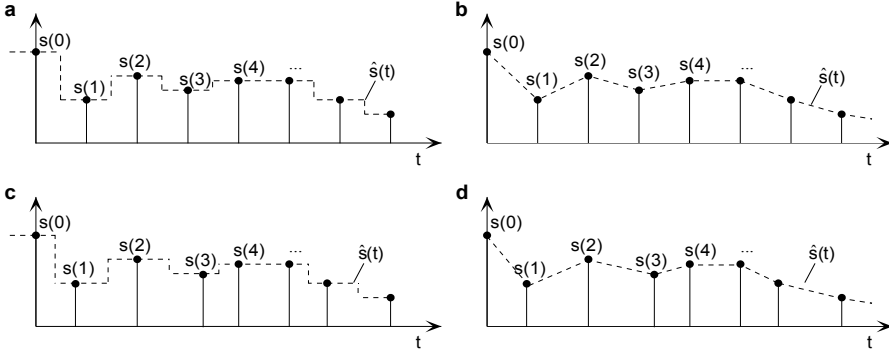 a
s(0)
s(1)
s(2)
s(3)
s(4)
...
ŝ(t)
t
b
s(0)
s(1)
s(2)
s(3)
s(4)
...
ŝ(t)
t
c
s(0)
s(1)
s(2)
s(3)
s(4)
...
ŝ(t)
t
d
s(0)
s(1)
s(2)
s(3)
s(4)
...
ŝ(t)
t